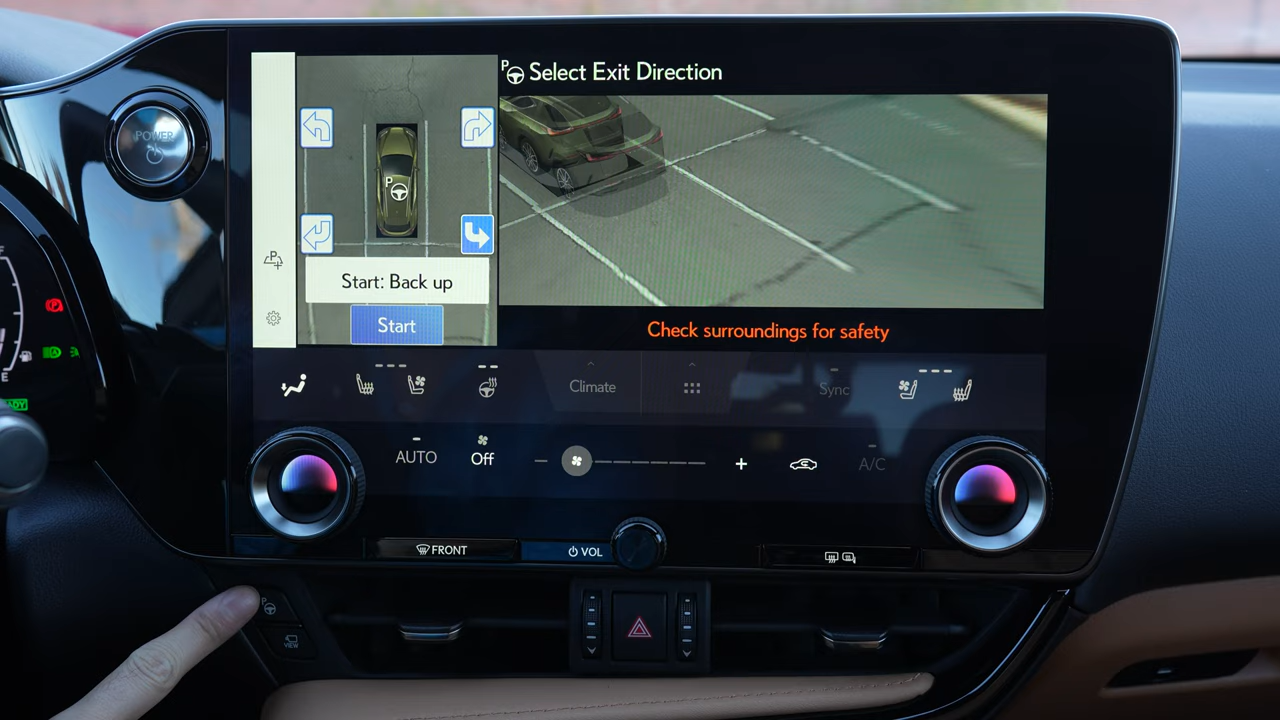 POWER
P
Select Exit Direction
P
P
Start: Back up
Start
Check surroundings for safety
F
E
READY
Climate
Sync
AUTO
Off
A/C
FRONT
VOL
P
VIEW